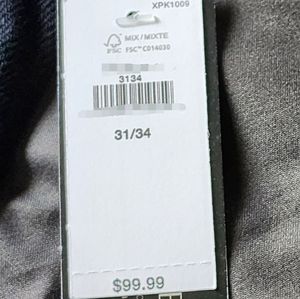 XPK1009
MIX/MIXTE
FSC FSC™ C014030
3134
31/34
$99.99